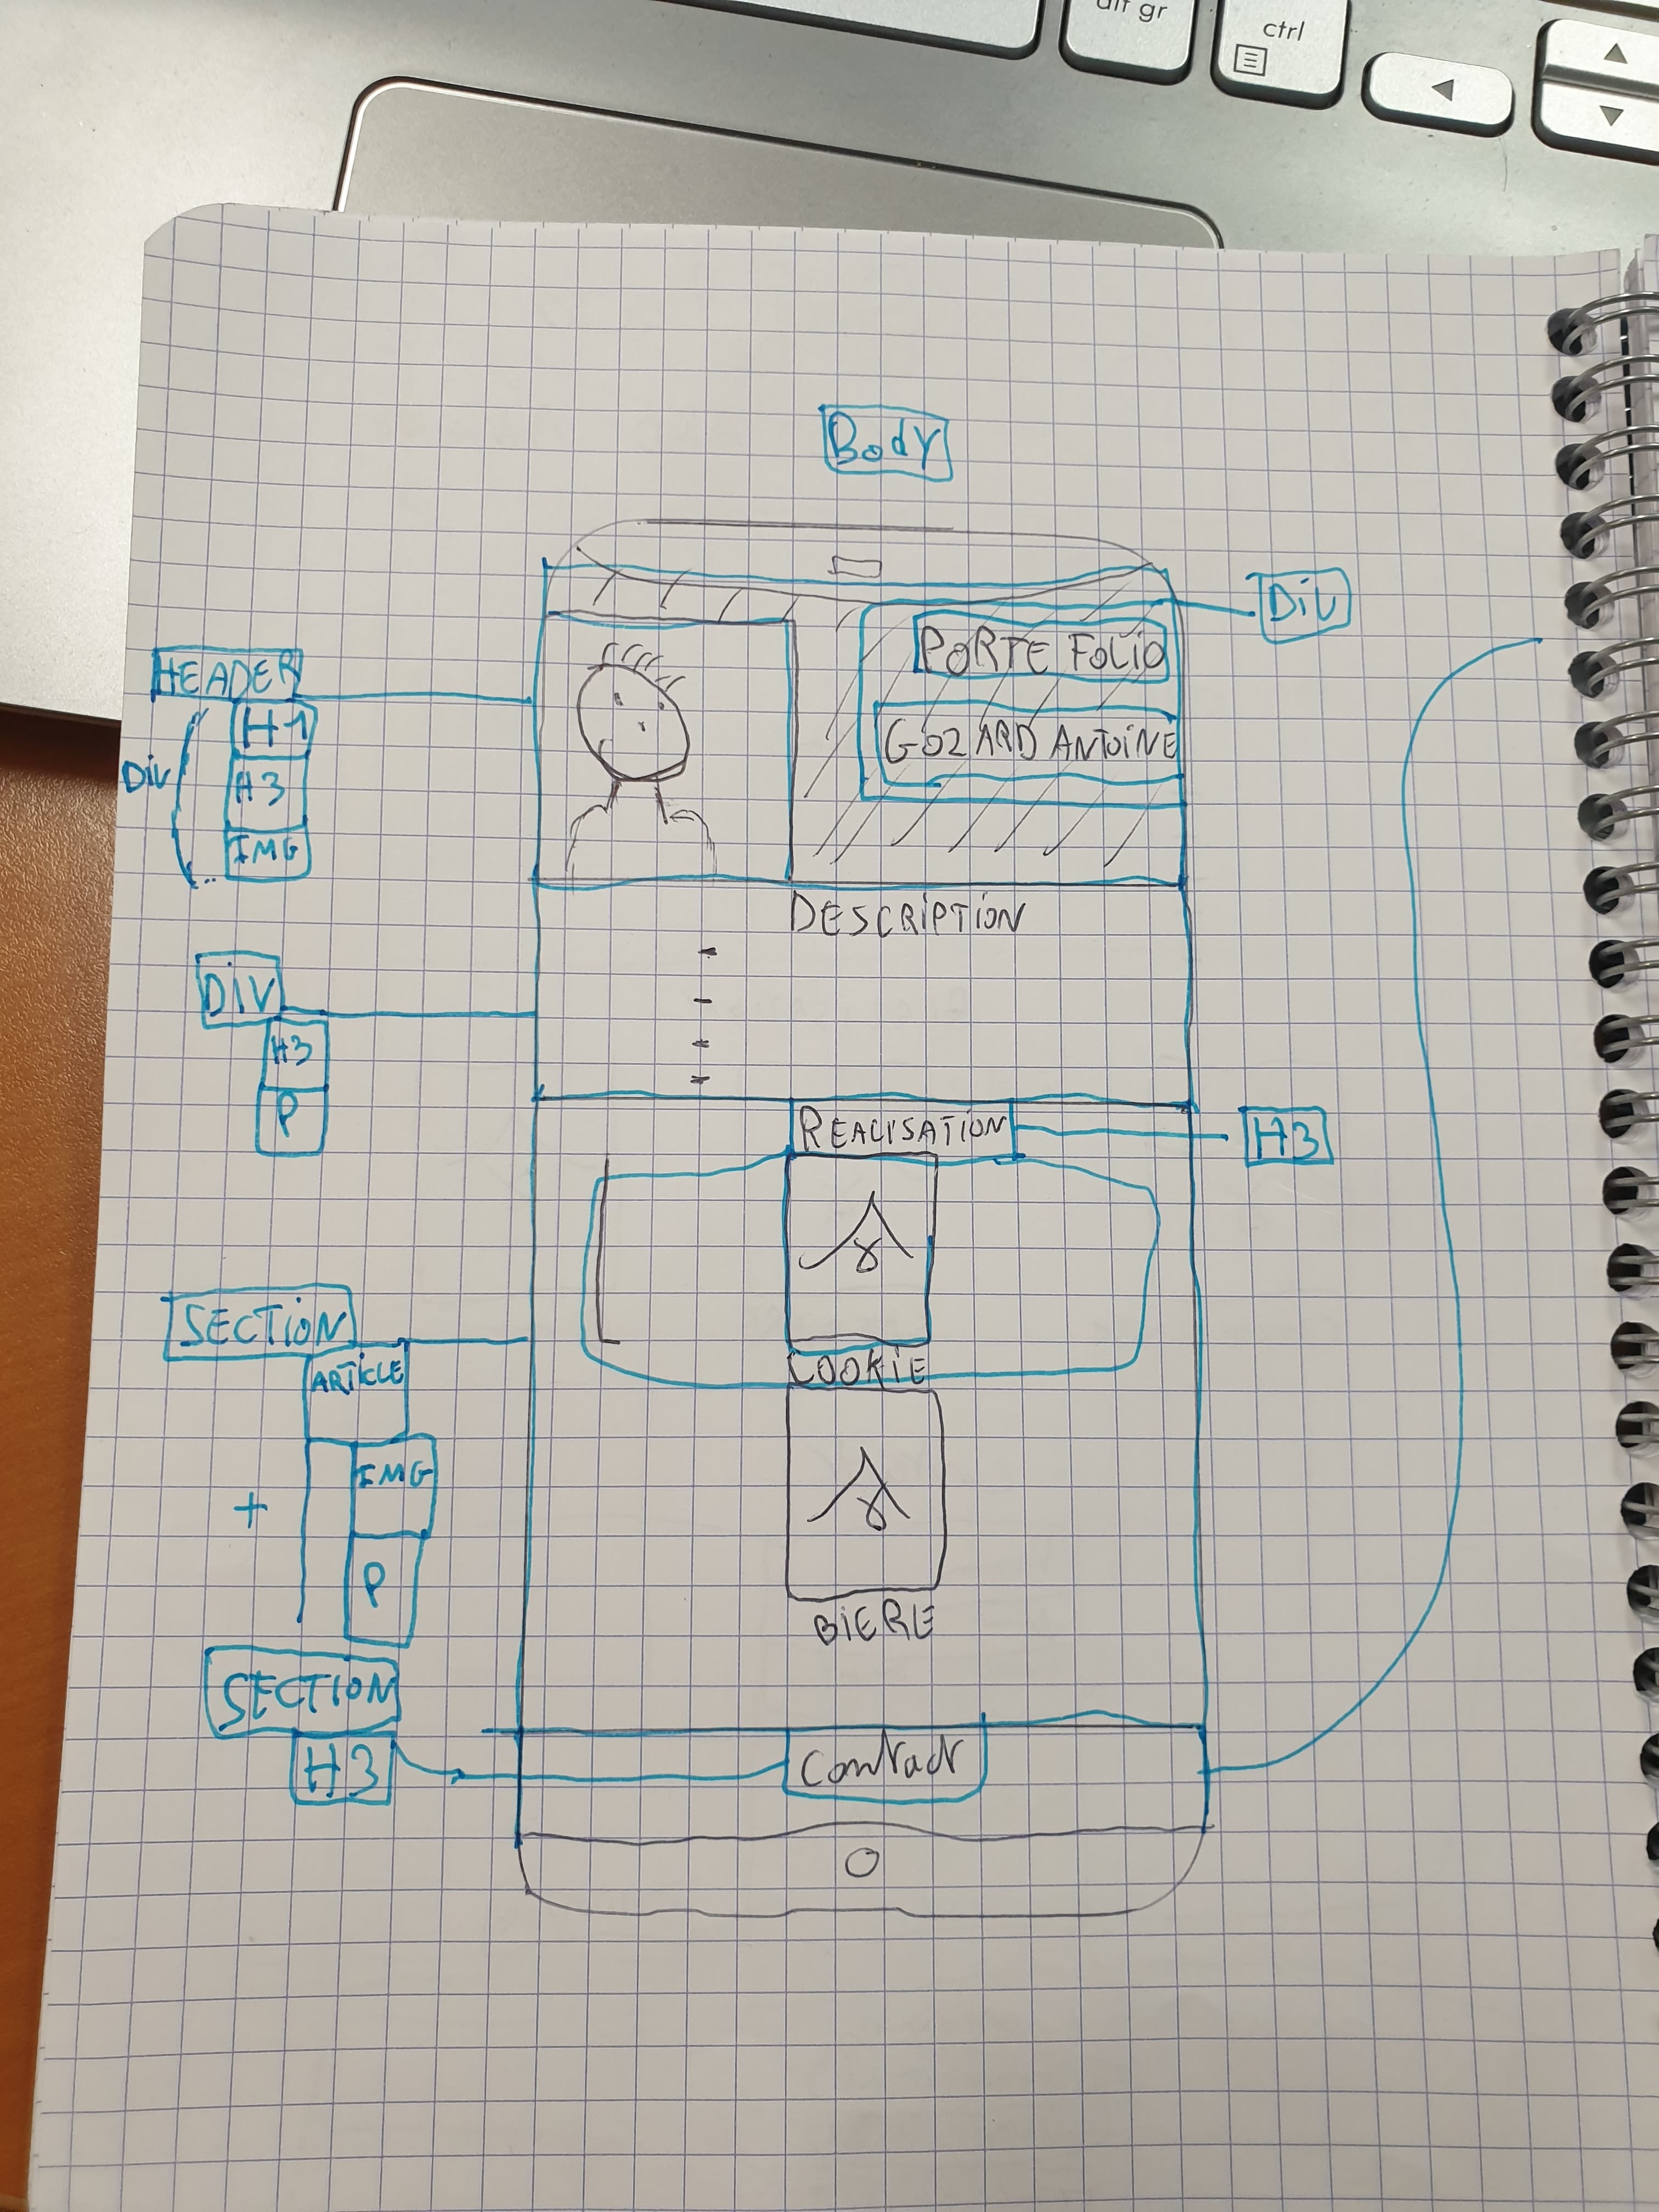 alt gr
ctrl
Body
Div
PORTE FOLIO
HEADER
H1
GOZARD ANTOINE
Div
H3
IMG
DESCRIPTION
DIV
H3
P
REALISATION
H3
SECTION
ARTICLE
COOKIE
IMG
+
P
BIERE
SECTION
H3
Contact